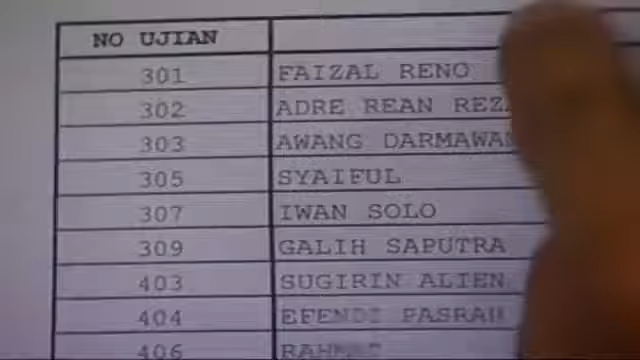 NO UJIAN
301 FAIZAL RENO
302 ADRE REAN
303 AWANG DARMAWAN
305 SYAIFUL
307 IWAN SOLO
309 GALIH SAPUTRA
403 SUGIRIN ALIEN
404 EFENDI PASRAH
406